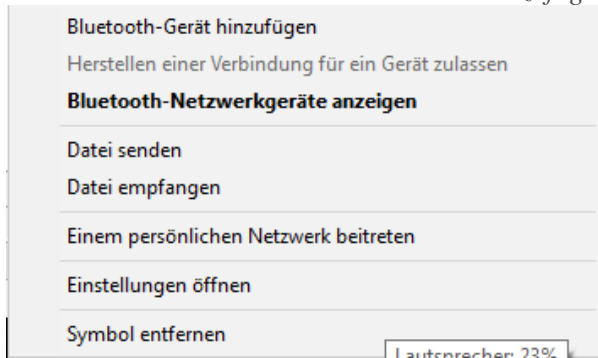 Bluetooth-Gerät hinzufügen
Herstellen einer Verbindung für ein Gerät zulassen
Bluetooth-Netzwerkgeräte anzeigen
Datei senden
Datei empfangen
Einem persönlichen Netzwerk beitreten
Einstellungen öffnen
Symbol entfernen
Lautsprecher: 23%